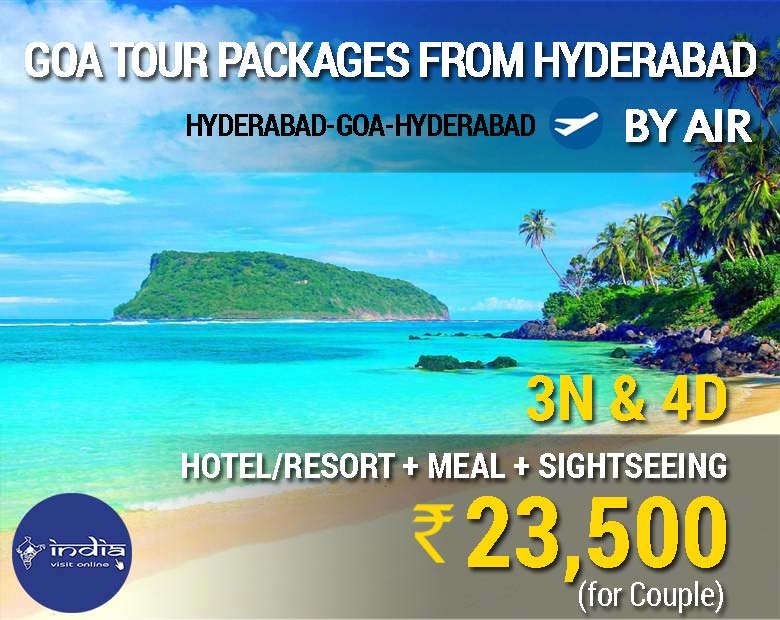 GOA TOUR PACKAGES FROM HYDERABAD
HYDERABAD-GOA-HYDERABAD BY AIR
3N & 4D
HOTEL/RESORT + MEAL + SIGHTSEEING
₹ 23,500
(for Couple)
india
visit online